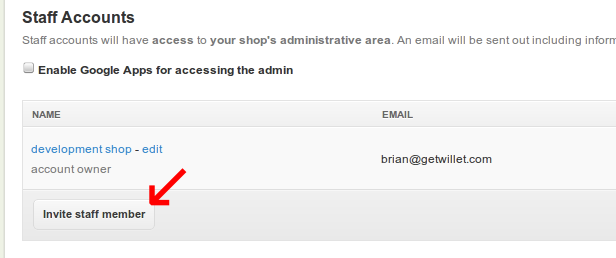 Staff Accounts
Staff accounts will have access to your shop's administrative area. An email will be sent out including inform
Enable Google Apps for accessing the admin
NAME EMAIL
development shop - edit
account owner
brian@getwillet.com
Invite staff member